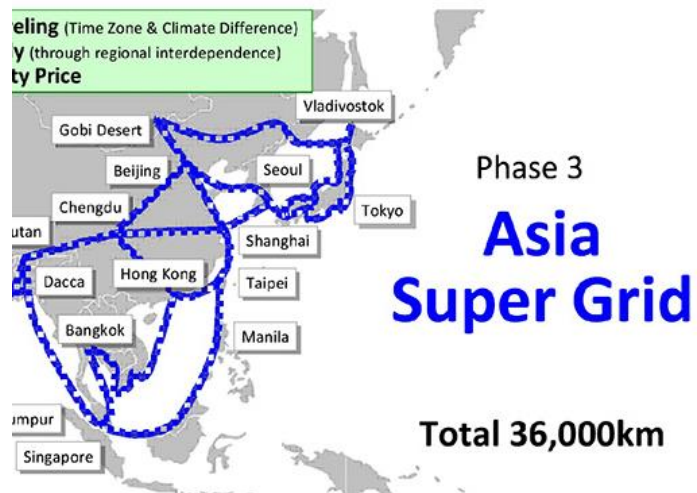 eling (Time Zone & Climate Difference)
y (through regional interdependence)
ty Price
Vladivostok
Gobi Desert
Beijing
Seoul
Phase 3
Chengdu
Tokyo
Asia
utan
Shanghai
Super Grid
Dacca
Hong Kong
Taipei
Bangkok
Manila
umpur
Total 36,000km
Singapore